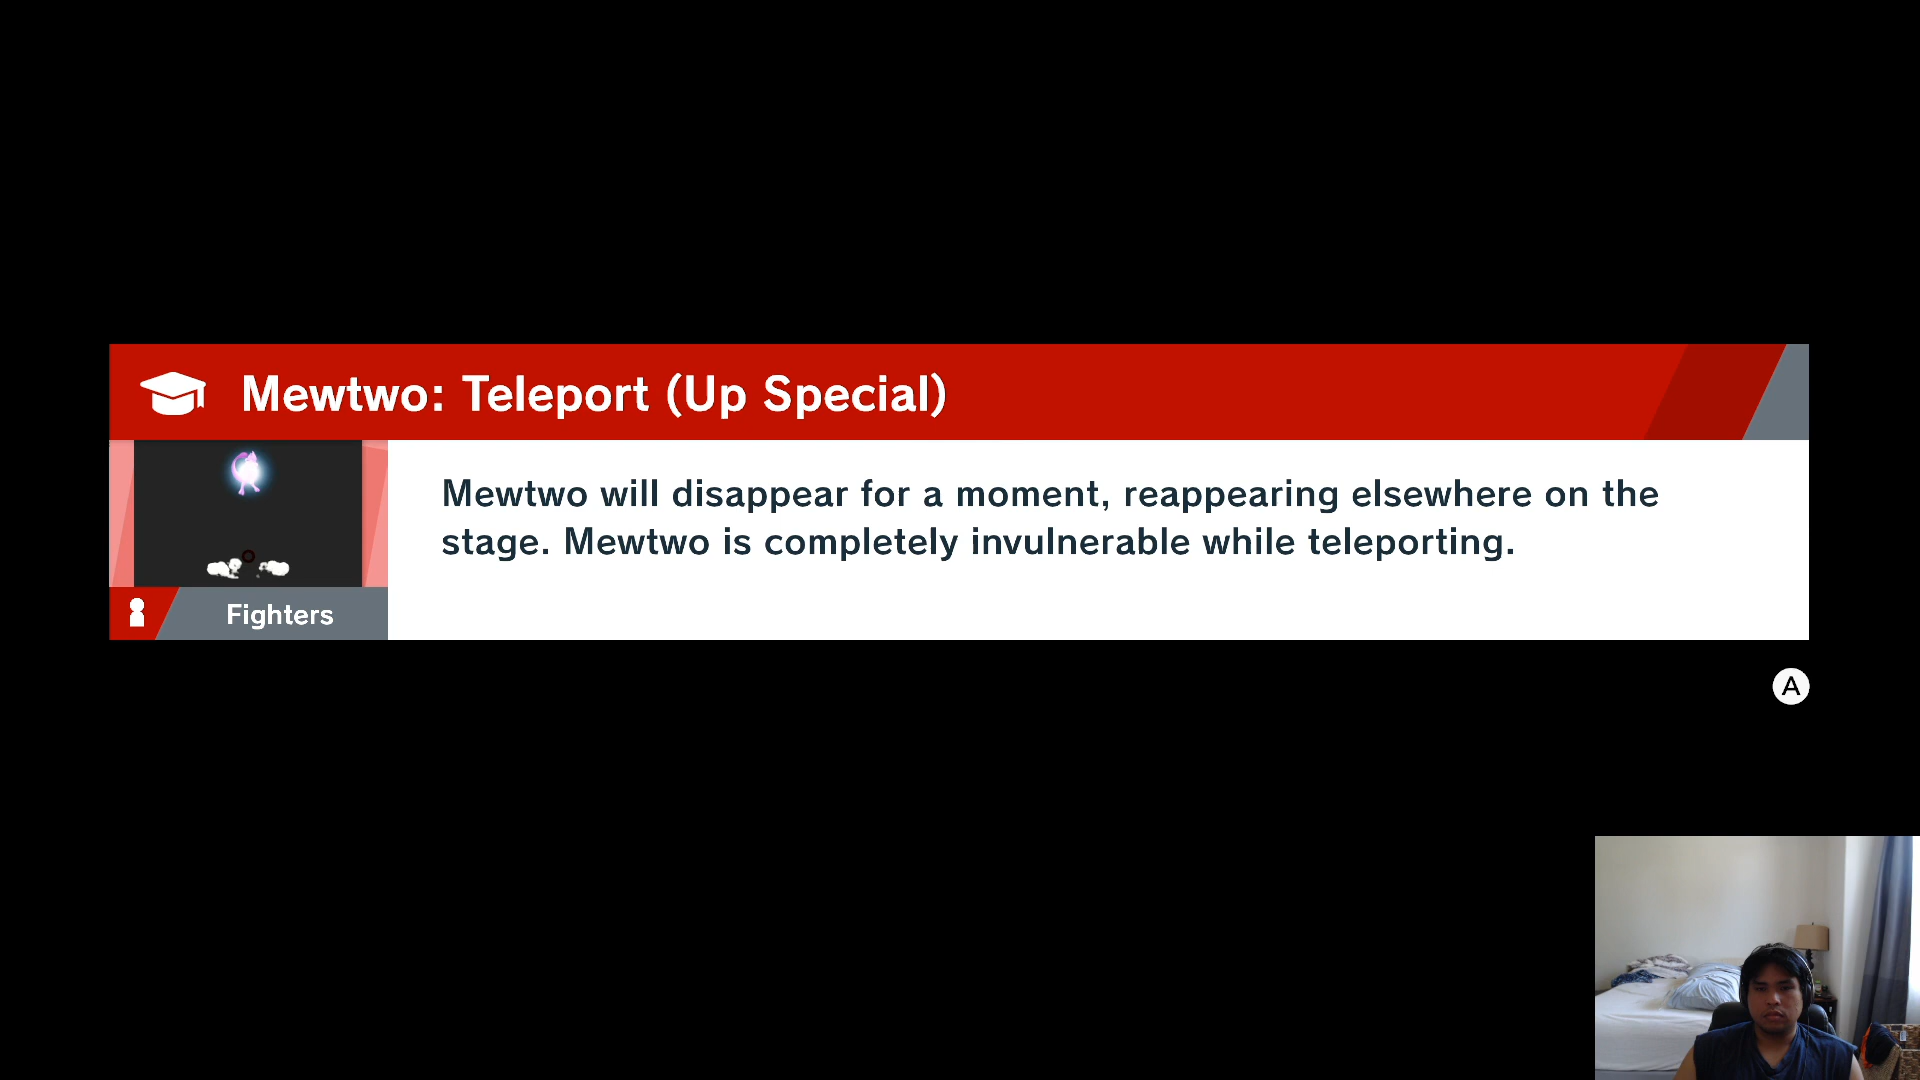 Mewtwo: Teleport (Up Special)
Mewtwo will disappear for a moment, reappearing elsewhere on the
stage. Mewtwo is completely invulnerable while teleporting.
Fighters
A